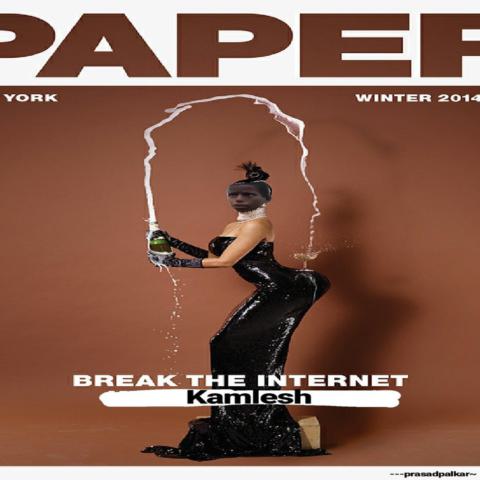 PAPER
YORK WINTER 2014
BREAK THE INTERNET
Kamlesh
---prasadpalkar~